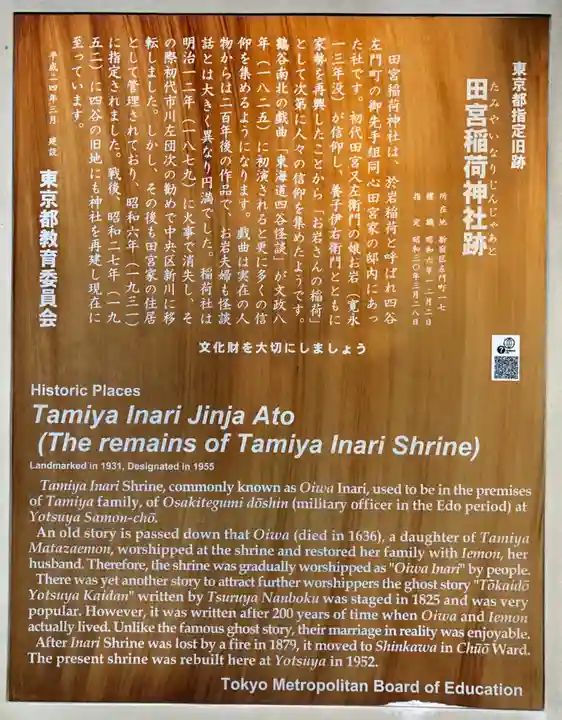 東京都指定旧跡
田宮稲荷神社跡
たみやいなりじんじゃあと
所在地 新宿区左門町一七
標識 昭和六年一二月二日
指定 昭和三〇年三月二八日
田宮稲荷神社は、於岩稲荷と呼ばれ四谷
左門町の御先手組同心田宮家の邸内にあっ
た社です。初代田宮又左衛門の娘お岩(寛永
一三年没)が信仰し、養子伊右衛門とともに
家勢を再興したことから「お岩さんの稲荷」
として次第に人々の信仰を集めたようです。
鶴谷南北の戯曲「東海道四谷怪談」が文政八
年(一八二五)に初演されると更に多くの信
仰を集めるようになります。戯曲は実在の人
物からは二百年後の作品で、お岩夫婦も怪談
話とは大きく異なり円満でした。稲荷社は
明治一二年(一八七九)に火事で消失し、そ
の際初代市川左団次の勧めで中央区新川に移
転しました。しかし、その後も田宮家の住居
として管理されており、昭和六年(一九三一)
に指定されました。戦後、昭和二七年(一九
五二)に四谷の旧地にも神社を再建し現在に
至っています。
平成二四年三月 建設
東京都教育委員会
文化財を大切にしましょう
Historic Places
Tamiya Inari Jinja Ato
(The remains of Tamiya Inari Shrine)
Landmarked in 1931, Designated in 1955
Tamiya Inari Shrine, commonly known as Oiwa Inari, used to be in the premises
of Tamiya family, of Osakitegumi dōshin (military officer in the Edo period) at
Yotsuya Samon-chō.
An old story is passed down that Oiwa (died in 1636), a daughter of Tamiya
Matazaemon, worshipped at the shrine and restored her family with Iemon, her
husband. Therefore, the shrine was gradually worshipped as "Oiwa Inari" by people.
There was yet another story to attract further worshippers the ghost story "Tōkaidō
Yotsuya Kaidan" written by Tsuruya Nanboku was staged in 1825 and was very
popular. However, it was written after 200 years of time when Oiwa and Iemon
actually lived. Unlike the famous ghost story, their marriage in reality was enjoyable.
After Inari Shrine was lost by a fire in 1879, it moved to Shinkawa in Chūō Ward.
The present shrine was rebuilt here at Yotsuya in 1952.
Tokyo Metropolitan Board of Education